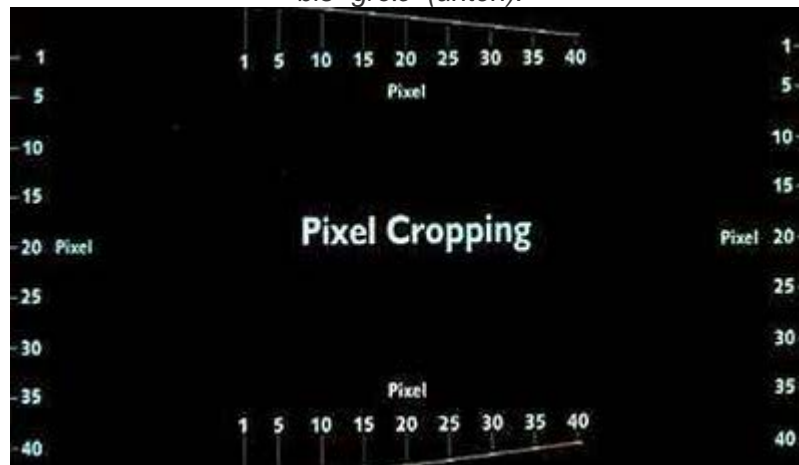 bis (unten).
1 1 5 10 15 20 25 30 35 40 1
Pixel
5 5
10 10
15 15
Pixel Cropping
20 Pixel Pixel 20
25 25
30 30
Pixel
35 35
1 5 10 15 20 25 30 35 40
40 40